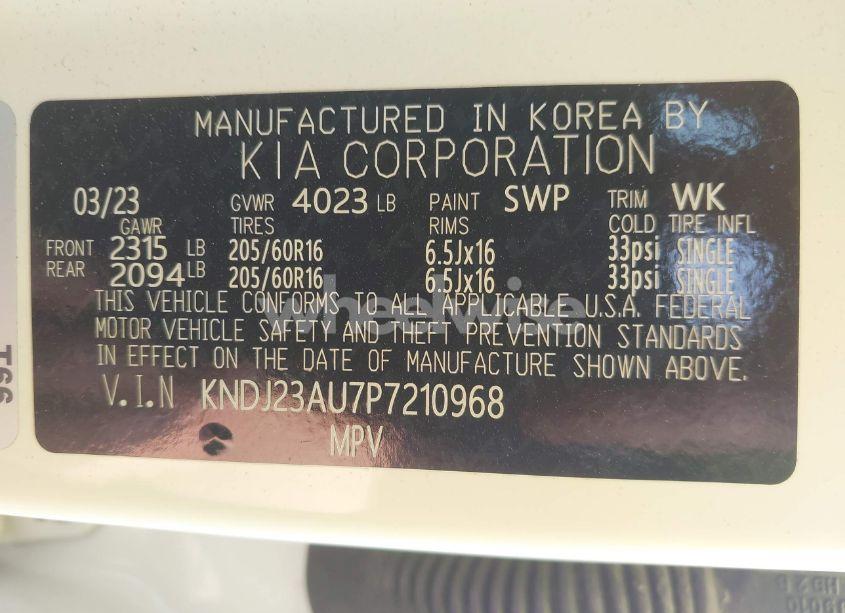 MANUFACTURED IN KOREA BY
KIA CORPORATION
03/23 GVWR 4023 LB PAINT SWP TRIM WK
GAWR TIRES RIMS COLD TIRE INFL
FRONT 2315 LB 205/60R16 6.5Jx16 33psi SINGLE
REAR 2094 LB 205/60R16 6.5Jx16 33psi SINGLE
THIS VEHICLE CONFORMS TO ALL APPLICABLE U.S.A. FEDERAL
MOTOR VEHICLE SAFETY AND THEFT PREVENTION STANDARDS
IN EFFECT ON THE DATE OF MANUFACTURE SHOWN ABOVE.
V.I.N KNDJ23AU7P7210968
MPV
wheelwise
T66